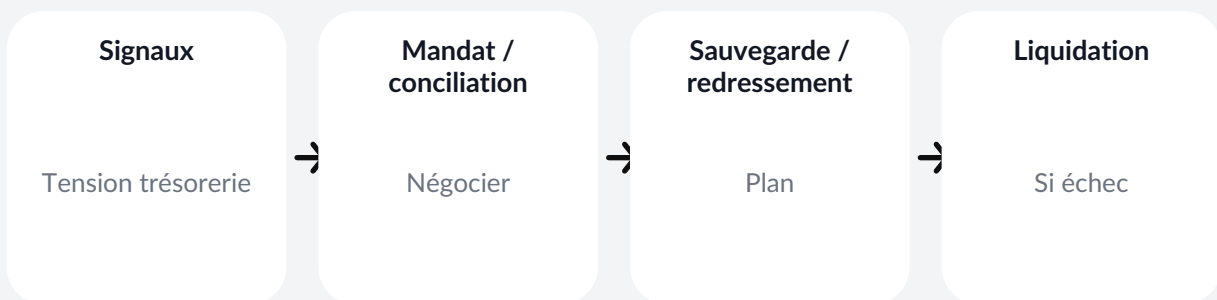 Signaux
Tension trésorerie
Mandat /
conciliation
Négocier
Sauvegarde /
redressement
Plan
Liquidation
Si échec